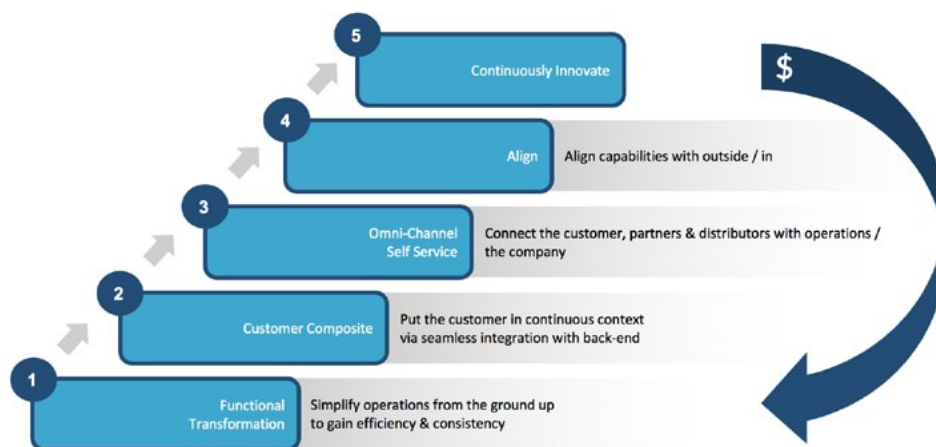 5
Continuously Innovate
$
4
Align
Align capabilities with outside / in
3
Omni-Channel
Self Service
Connect the customer, partners & distributors with operations /
the company
2
Customer Composite
Put the customer in continuous context
via seamless integration with back-end
1
Functional
Transformation
Simplify operations from the ground up
to gain efficiency & consistency